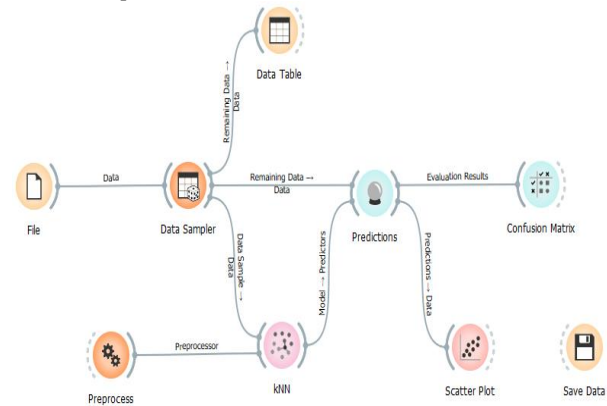 Data Table
Remaining Data →
Data
Data
Remaining Data →
Data
Evaluation Results
File
Data Sampler
Predictions
Confusion Matrix
Data Sample →
Data
Model → Predictors
Predictions → Data
Preprocessor
Preprocess
kNN
Scatter Plot
Save Data